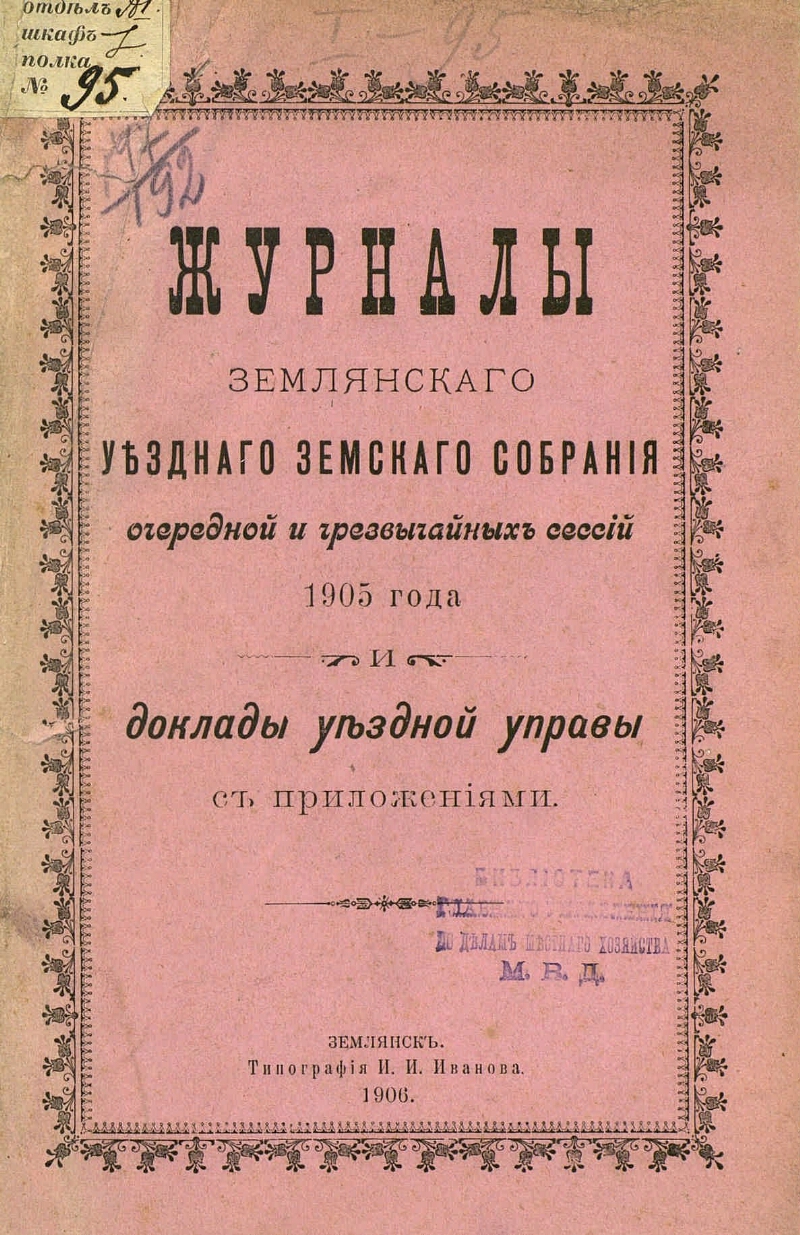 отдѣлъ
шкафъ
полка
№ 95.
I-95
ЖУРНАЛЫ
ЗЕМЛЯНСКАГО
УѢЗДНАГО ЗЕМСКАГО СОБРАНІЯ
очередной и чрезвычайныхъ сессій
1905 года
И
доклады уѣздной управы
съ приложеніями.
БИБЛІОТЕКА
ПО ДѢЛАМЪ МѢСТНАГО ХОЗЯЙСТВА
М. В. Д.
ЗЕМЛЯНСКЪ.
Типографія И. И. Иванова.
1906.